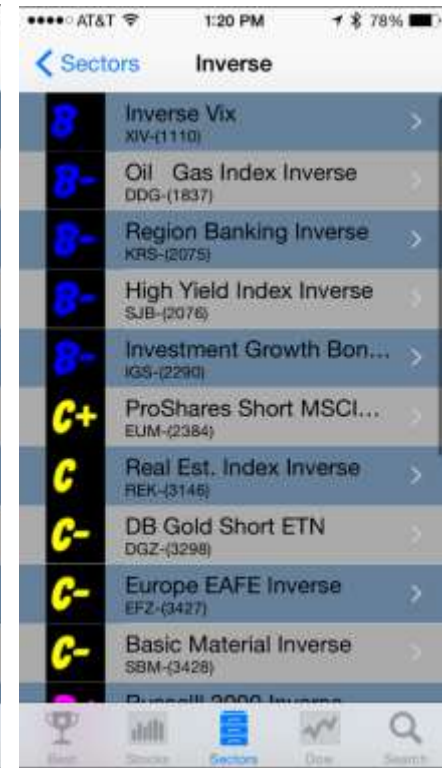 AT&T 1:20 PM 78%
Sectors Inverse
B Inverse Vix
XIV-(1110)
B- Oil Gas Index Inverse
DDG-(1837)
B- Region Banking Inverse
KRS-(2075)
B- High Yield Index Inverse
SJB-(2076)
B- Investment Growth Bon...
IGS-(2290)
C+ ProShares Short MSCI...
EUM-(2384)
C Real Est. Index Inverse
REK-(3146)
C- DB Gold Short ETN
DGZ-(3298)
C- Europe EAFE Inverse
EFZ-(3427)
C- Basic Material Inverse
SBM-(3428)
2000 Inverse
Best Stocks Sectors Dow Search